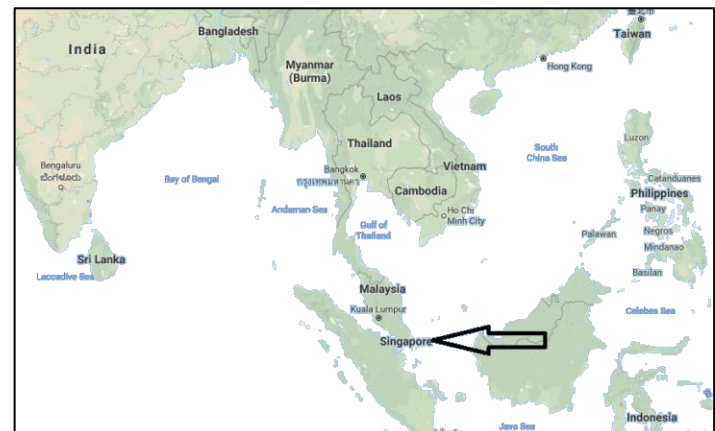 臺北市
Taiwan
Bangladesh
India
Myanmar
(Burma)
Hong Kong
Laos
Thailand
South
China Sea
Luzon
Bengaluru
ಬೆಂಗಳೂರು
Bay of Bengal
Bangkok
กรุงเทพมหานคร
Vietnam
Catanduanes
Cambodia
Philippines
Andaman Sea
Ho Chi
Minh City
Panay
Gulf of
Thailand
Palawan
Negros
Mindanao
Sri Lanka
Laccadive Sea
Basilan
Malaysia
Kuala Lumpur
Celebes Sea
Singapore
Indonesia
Java Sea